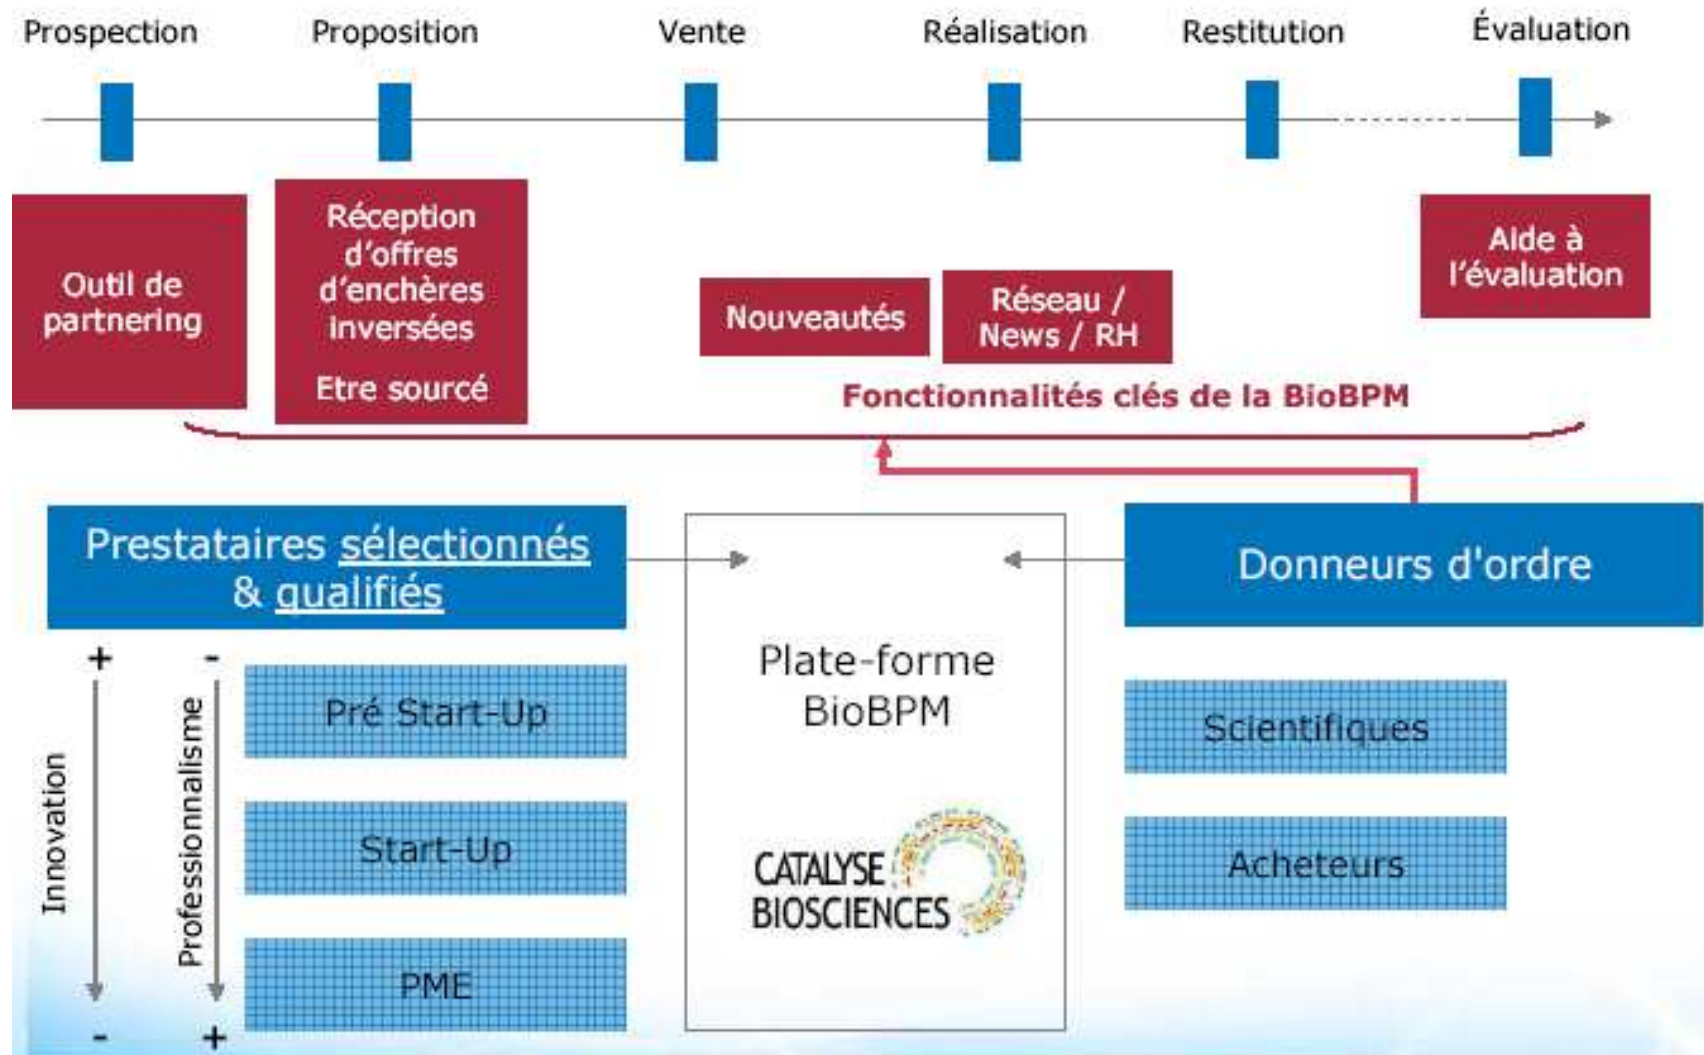 Prospection
Proposition
Vente
Réalisation
Restitution
Évaluation
Outil de
partnering
Réception
d'offres
d'enchères
inversées
Etre sourcé
Nouveautés
Réseau /
News / RH
Aide à
l'évaluation
Fonctionnalités clés de la BioBPM
Prestataires sélectionnés
& qualifiés
Plate-forme
BioBPM
CATALYSE
BIOSCIENCES
Donneurs d'ordre
+
-
Innovation
Professionnalisme
-
+
Pré Start-Up
Start-Up
PME
Scientifiques
Acheteurs